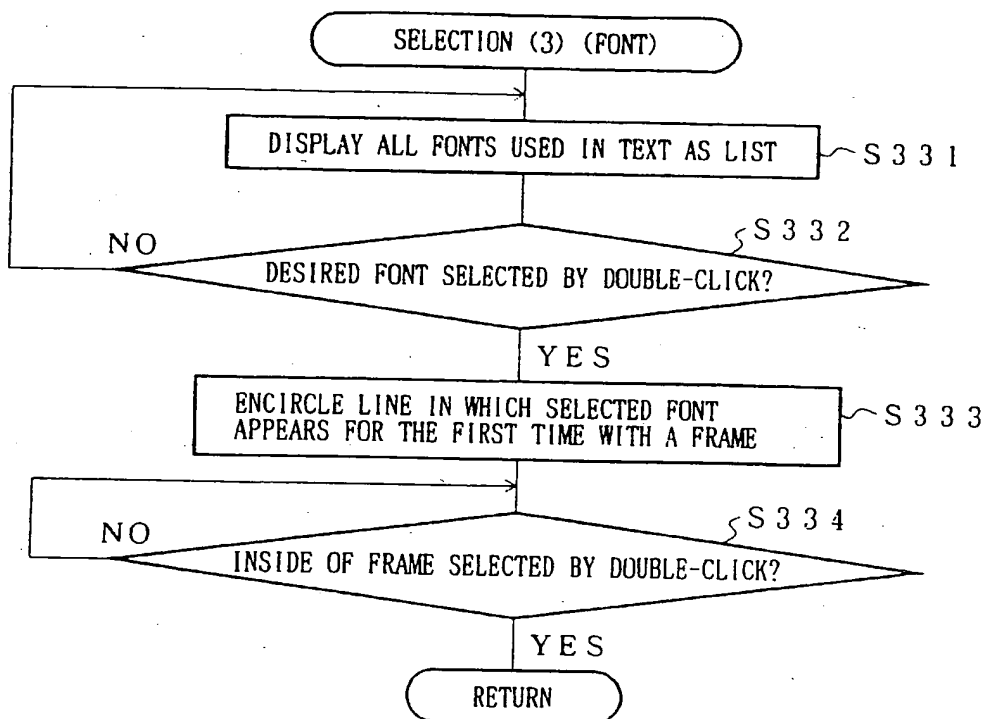 SELECTION (3) (FONT)
DISPLAY ALL FONTS USED IN TEXT AS LIST
S331
S332
NO
DESIRED FONT SELECTED BY DOUBLE-CLICK?
YES
ENCIRCLE LINE IN WHICH SELECTED FONT
APPEARS FOR THE FIRST TIME WITH A FRAME
S333
S334
NO
INSIDE OF FRAME SELECTED BY DOUBLE-CLICK?
YES
RETURN